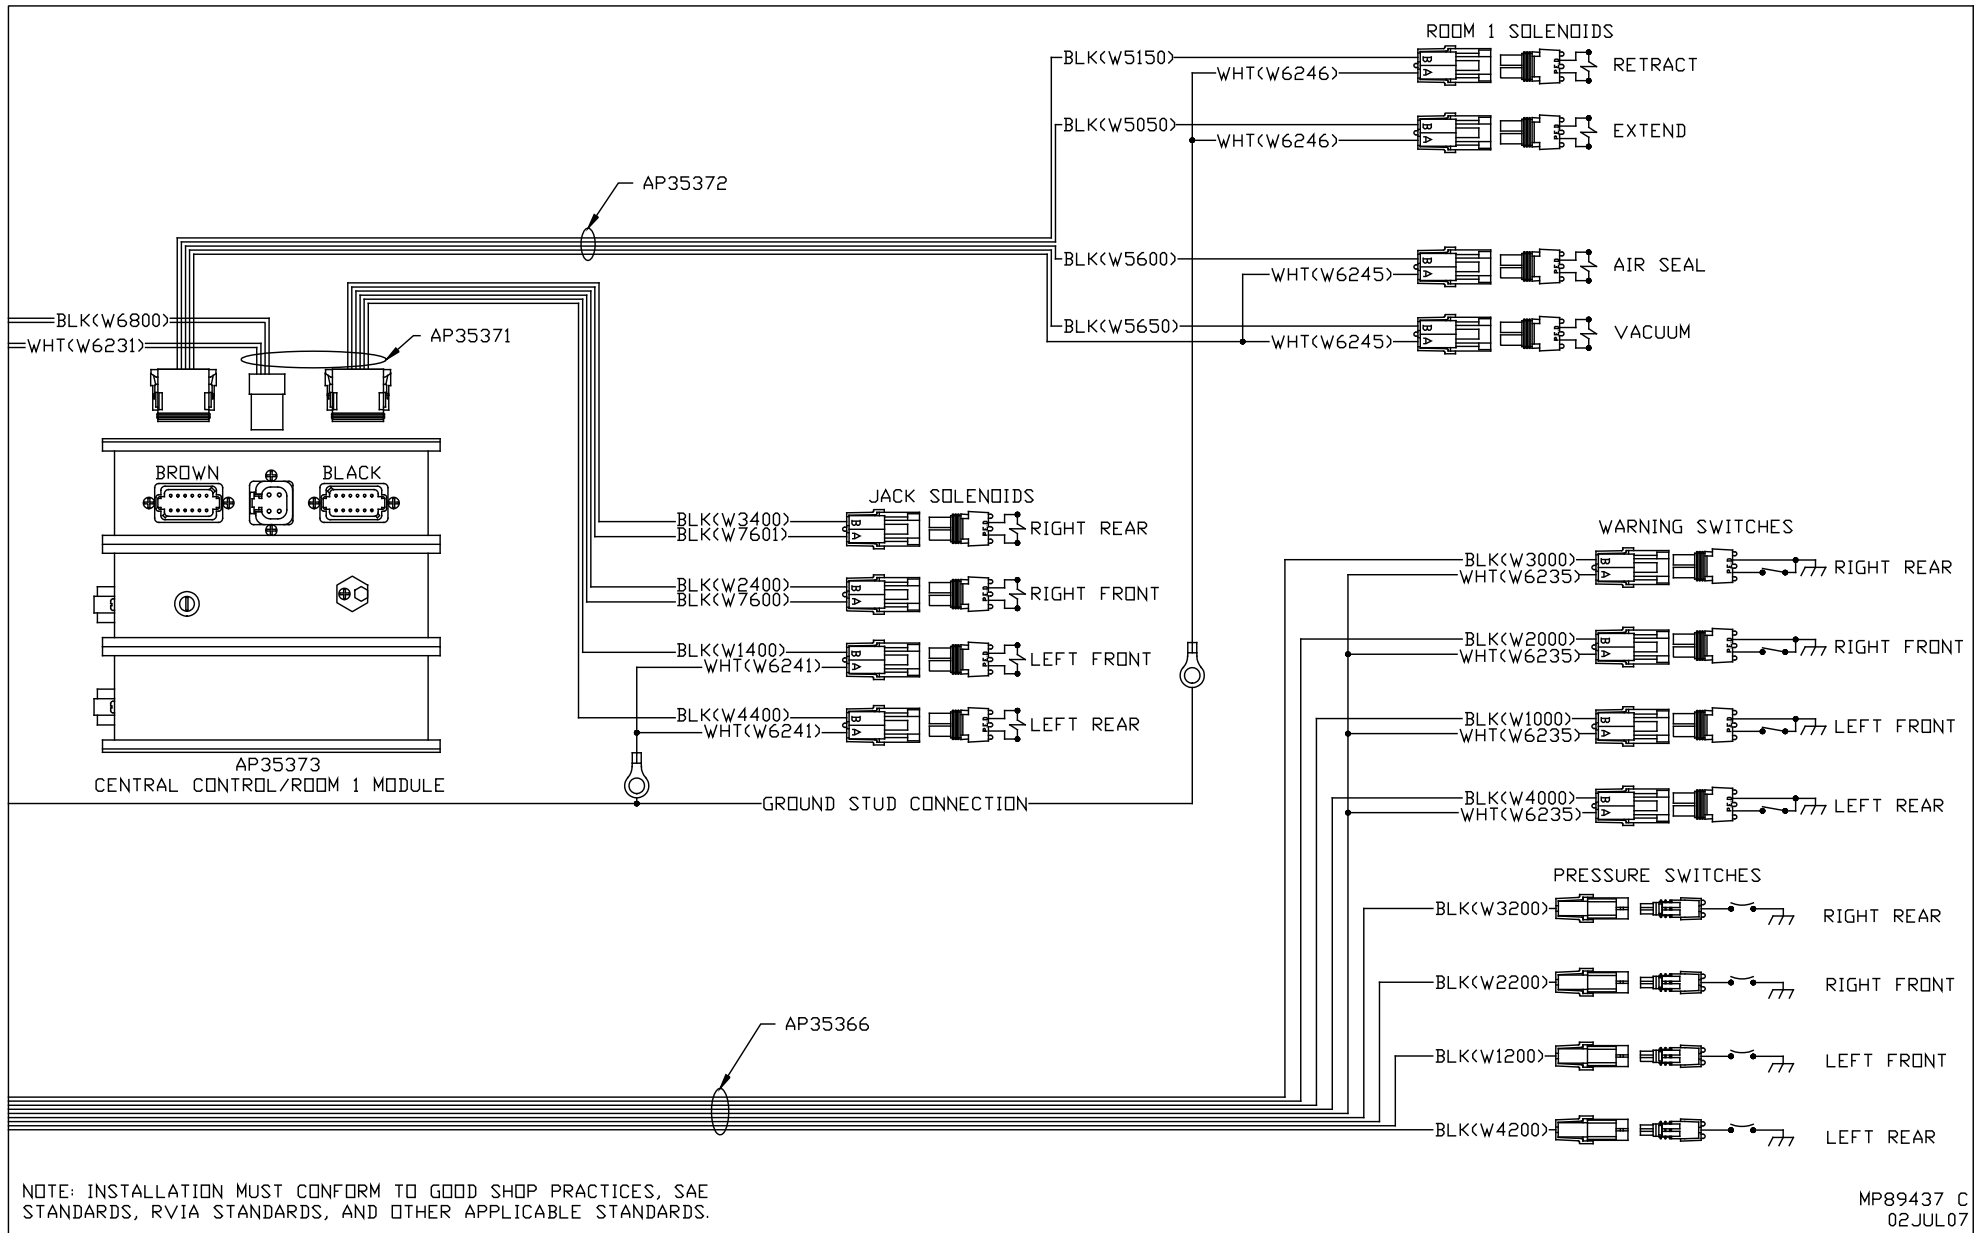 ROOM 1 SOLENOIDS
BLK(W5150)
WHT(W6246)
B
A
RETRACT
BLK(W5050)
WHT(W6246)
B
A
EXTEND
AP35372
BLK(W5600)
WHT(W6245)
B
A
AIR SEAL
BLK(W5650)
WHT(W6245)
B
A
VACUUM
BLK(W6800)
WHT(W6231)
AP35371
BROWN
BLACK
JACK SOLENOIDS
BLK(W3400)
BLK(W7601)
B
A
RIGHT REAR
BLK(W2400)
BLK(W7600)
B
A
RIGHT FRONT
BLK(W1400)
WHT(W6241)
B
A
LEFT FRONT
BLK(W4400)
WHT(W6241)
B
A
LEFT REAR
AP35373
CENTRAL CONTROL/ROOM 1 MODULE
GROUND STUD CONNECTION
WARNING SWITCHES
BLK(W3000)
WHT(W6235)
B
A
RIGHT REAR
BLK(W2000)
WHT(W6235)
B
A
RIGHT FRONT
BLK(W1000)
WHT(W6235)
B
A
LEFT FRONT
BLK(W4000)
WHT(W6235)
B
A
LEFT REAR
PRESSURE SWITCHES
BLK(W3200)
RIGHT REAR
BLK(W2200)
RIGHT FRONT
AP35366
BLK(W1200)
LEFT FRONT
BLK(W4200)
LEFT REAR
NOTE: INSTALLATION MUST CONFORM TO GOOD SHOP PRACTICES, SAE
STANDARDS, RVIA STANDARDS, AND OTHER APPLICABLE STANDARDS.
MP89437 C
02JUL07